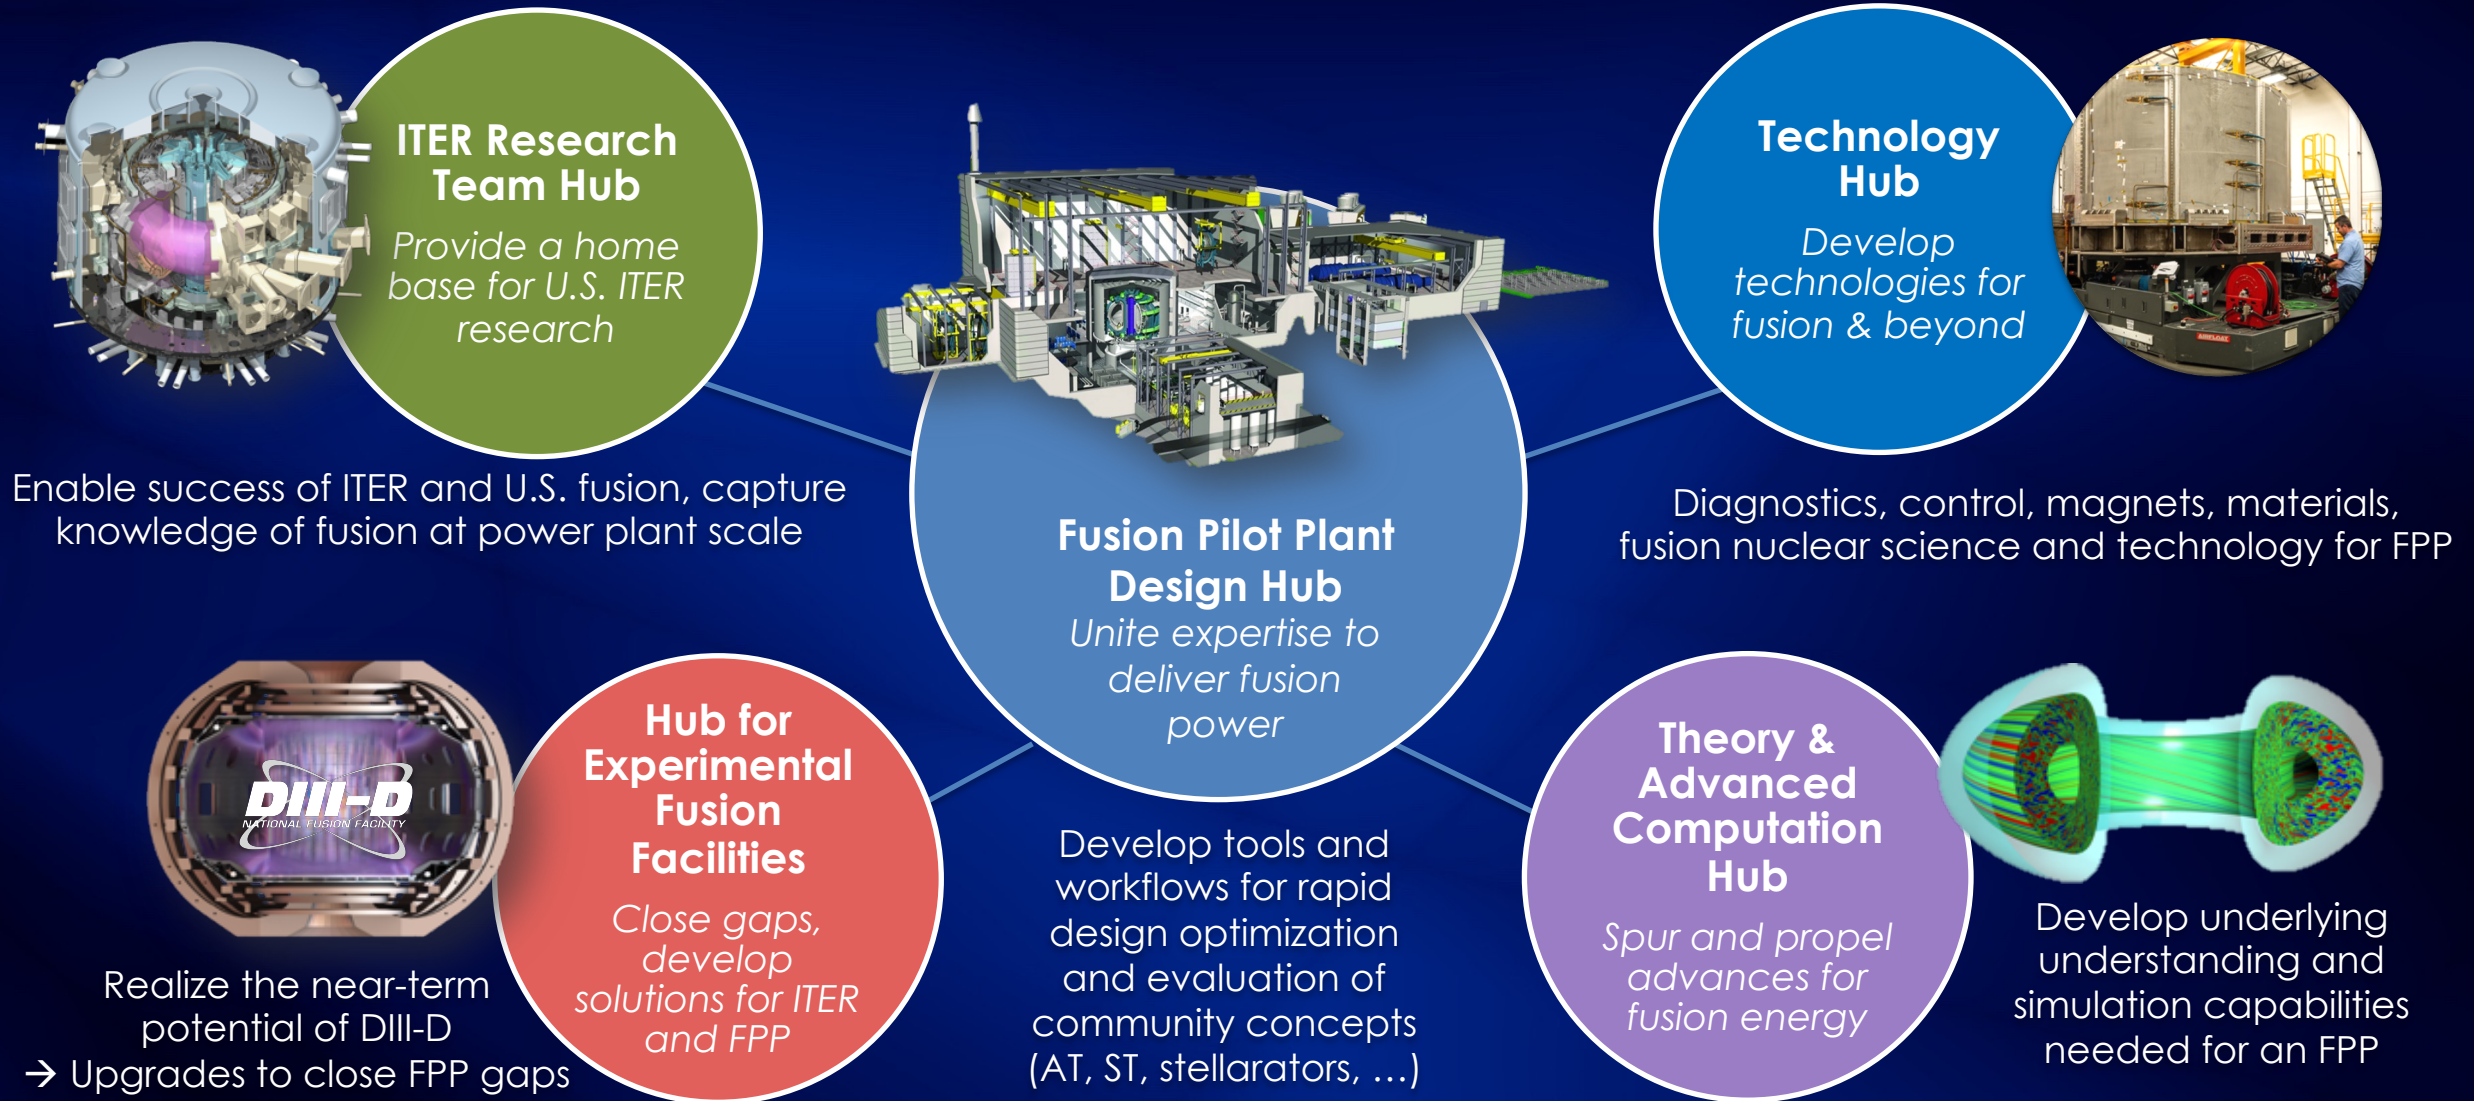 ITER Research
Team Hub
Provide a home
base for U.S. ITER
research
Enable success of ITER and U.S. fusion, capture
knowledge of fusion at power plant scale
Technology
Hub
Develop
technologies for
fusion & beyond
AIRFLOAT
Diagnostics, control, magnets, materials,
fusion nuclear science and technology for FPP
Fusion Pilot Plant
Design Hub
Unite expertise to
deliver fusion
power
Develop tools and
workflows for rapid
design optimization
and evaluation of
community concepts
(AT, ST, stellarators, …)
DIII-D
NATIONAL FUSION FACILITY
Hub for
Experimental
Fusion
Facilities
Close gaps,
develop
solutions for ITER
and FPP
Realize the near-term
potential of DIII-D
→ Upgrades to close FPP gaps
Theory &
Advanced
Computation
Hub
Spur and propel
advances for
fusion energy
Develop underlying
understanding and
simulation capabilities
needed for an FPP